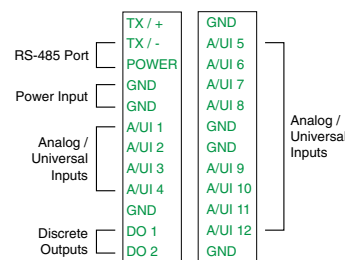 TX / +
TX / -
POWER
GND
GND
A/UI 1
A/UI 2
A/UI 3
A/UI 4
GND
DO 1
DO 2
GND
A/UI 5
A/UI 6
A/UI 7
A/UI 8
GND
GND
A/UI 9
A/UI 10
A/UI 11
A/UI 12
GND
RS-485 Port
Power Input
Analog /
Universal
Inputs
Discrete
Outputs
Analog /
Universal
Inputs